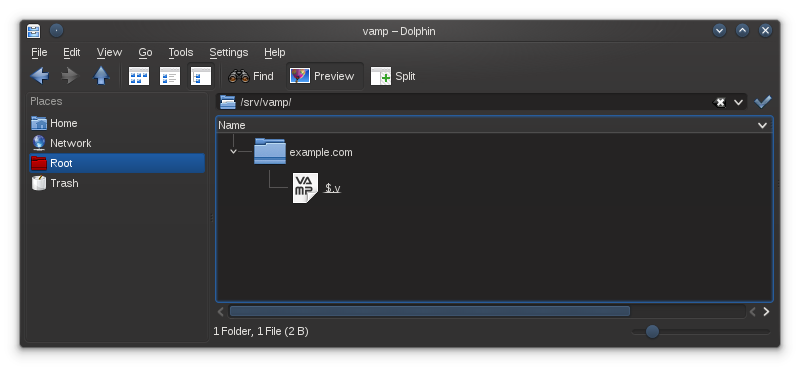 vamp – Dolphin
File Edit View Go Tools Settings Help
Find Preview Split
Places
/srv/vamp/
Home
Network
Root
Trash
Name
example.com
VA
MP
$.v
1 Folder, 1 File (2 B)